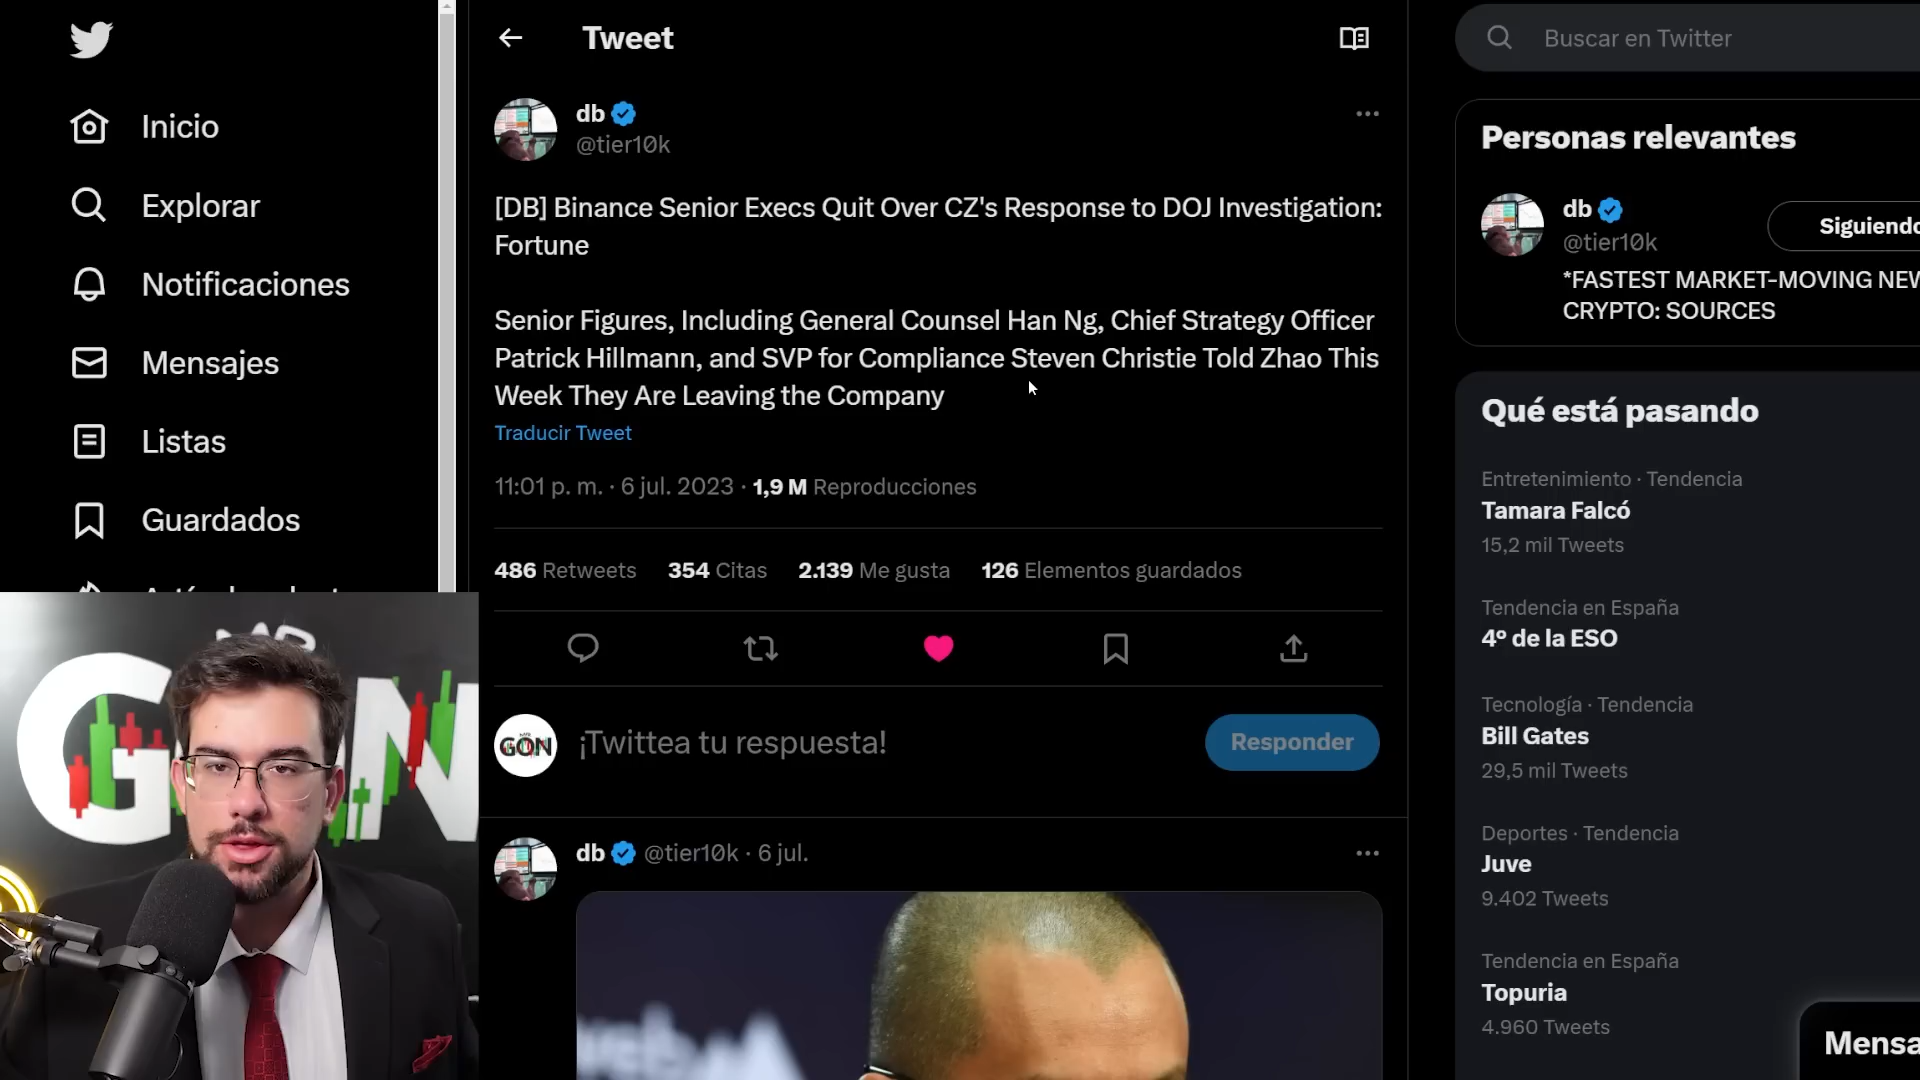 Inicio
Explorar
Notificaciones
Mensajes
Listas
Guardados
Tweet
db
@tier10k
[DB] Binance Senior Execs Quit Over CZ's Response to DOJ Investigation:
Fortune
Senior Figures, Including General Counsel Han Ng, Chief Strategy Officer
Patrick Hillmann, and SVP for Compliance Steven Christie Told Zhao This
Week They Are Leaving the Company
Traducir Tweet
11:01 p. m. · 6 jul. 2023 · 1,9 M Reproducciones
486 Retweets 354 Citas 2.139 Me gusta 126 Elementos guardados
GON
¡Twittea tu respuesta!
Responder
db @tier10k · 6 jul.
Buscar en Twitter
Personas relevantes
db
@tier10k
Siguiendo
*FASTEST MARKET-MOVING NEW
CRYPTO: SOURCES
Qué está pasando
Entretenimiento · Tendencia
Tamara Falcó
15,2 mil Tweets
Tendencia en España
4º de la ESO
Tecnología · Tendencia
Bill Gates
29,5 mil Tweets
Deportes · Tendencia
Juve
9.402 Tweets
Tendencia en España
Topuria
4.960 Tweets
Mensa